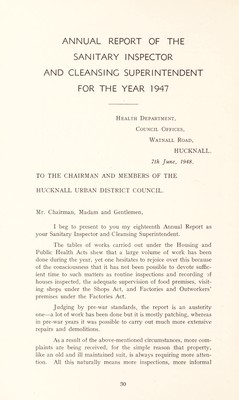 ANNUAL REPORT OF THE
SANITARY INSPECTOR
AND CLEANSING SUPERINTENDENT
FOR THE YEAR 1947
HEALTH DEPARTMENT,
COUNCIL OFFICES,
WATNALL ROAD,
HUCKNALL.
7th June, 1948.
TO THE CHAIRMAN AND MEMBERS OF THE
HUCKNALL URBAN DISTRICT COUNCIL.
Mr. Chairman, Madam and Gentlemen,
I beg to present to you my eighteenth Annual Report as
your Sanitary Inspector and Cleansing Superintendent.
The tables of works carried out under the Housing and
Public Health Acts show that a large volume of work has been
done during the year, yet one hesitates to rejoice over this because
of the consciousness that it has not been possible to devote suffic-
ient time to such matters as routine inspections and recording of
houses inspected, the adequate supervision of food premises, visit-
ing shops under the Shops Act, and Factories and Outworkers'
premises under the Factories Act.
Judging by pre-war standards, the report is an austerity
one—a lot of work has been done but it is mostly patching, whereas
in pre-war years it was possible to carry out much more extensive
repairs and demolitions.
As a result of the above-mentioned circumstances, more com-
plaints are being received, for the simple reason that property,
like an old and ill maintained suit, is always requiring more atten-
tion. All this naturally means more inspections, more informal
30